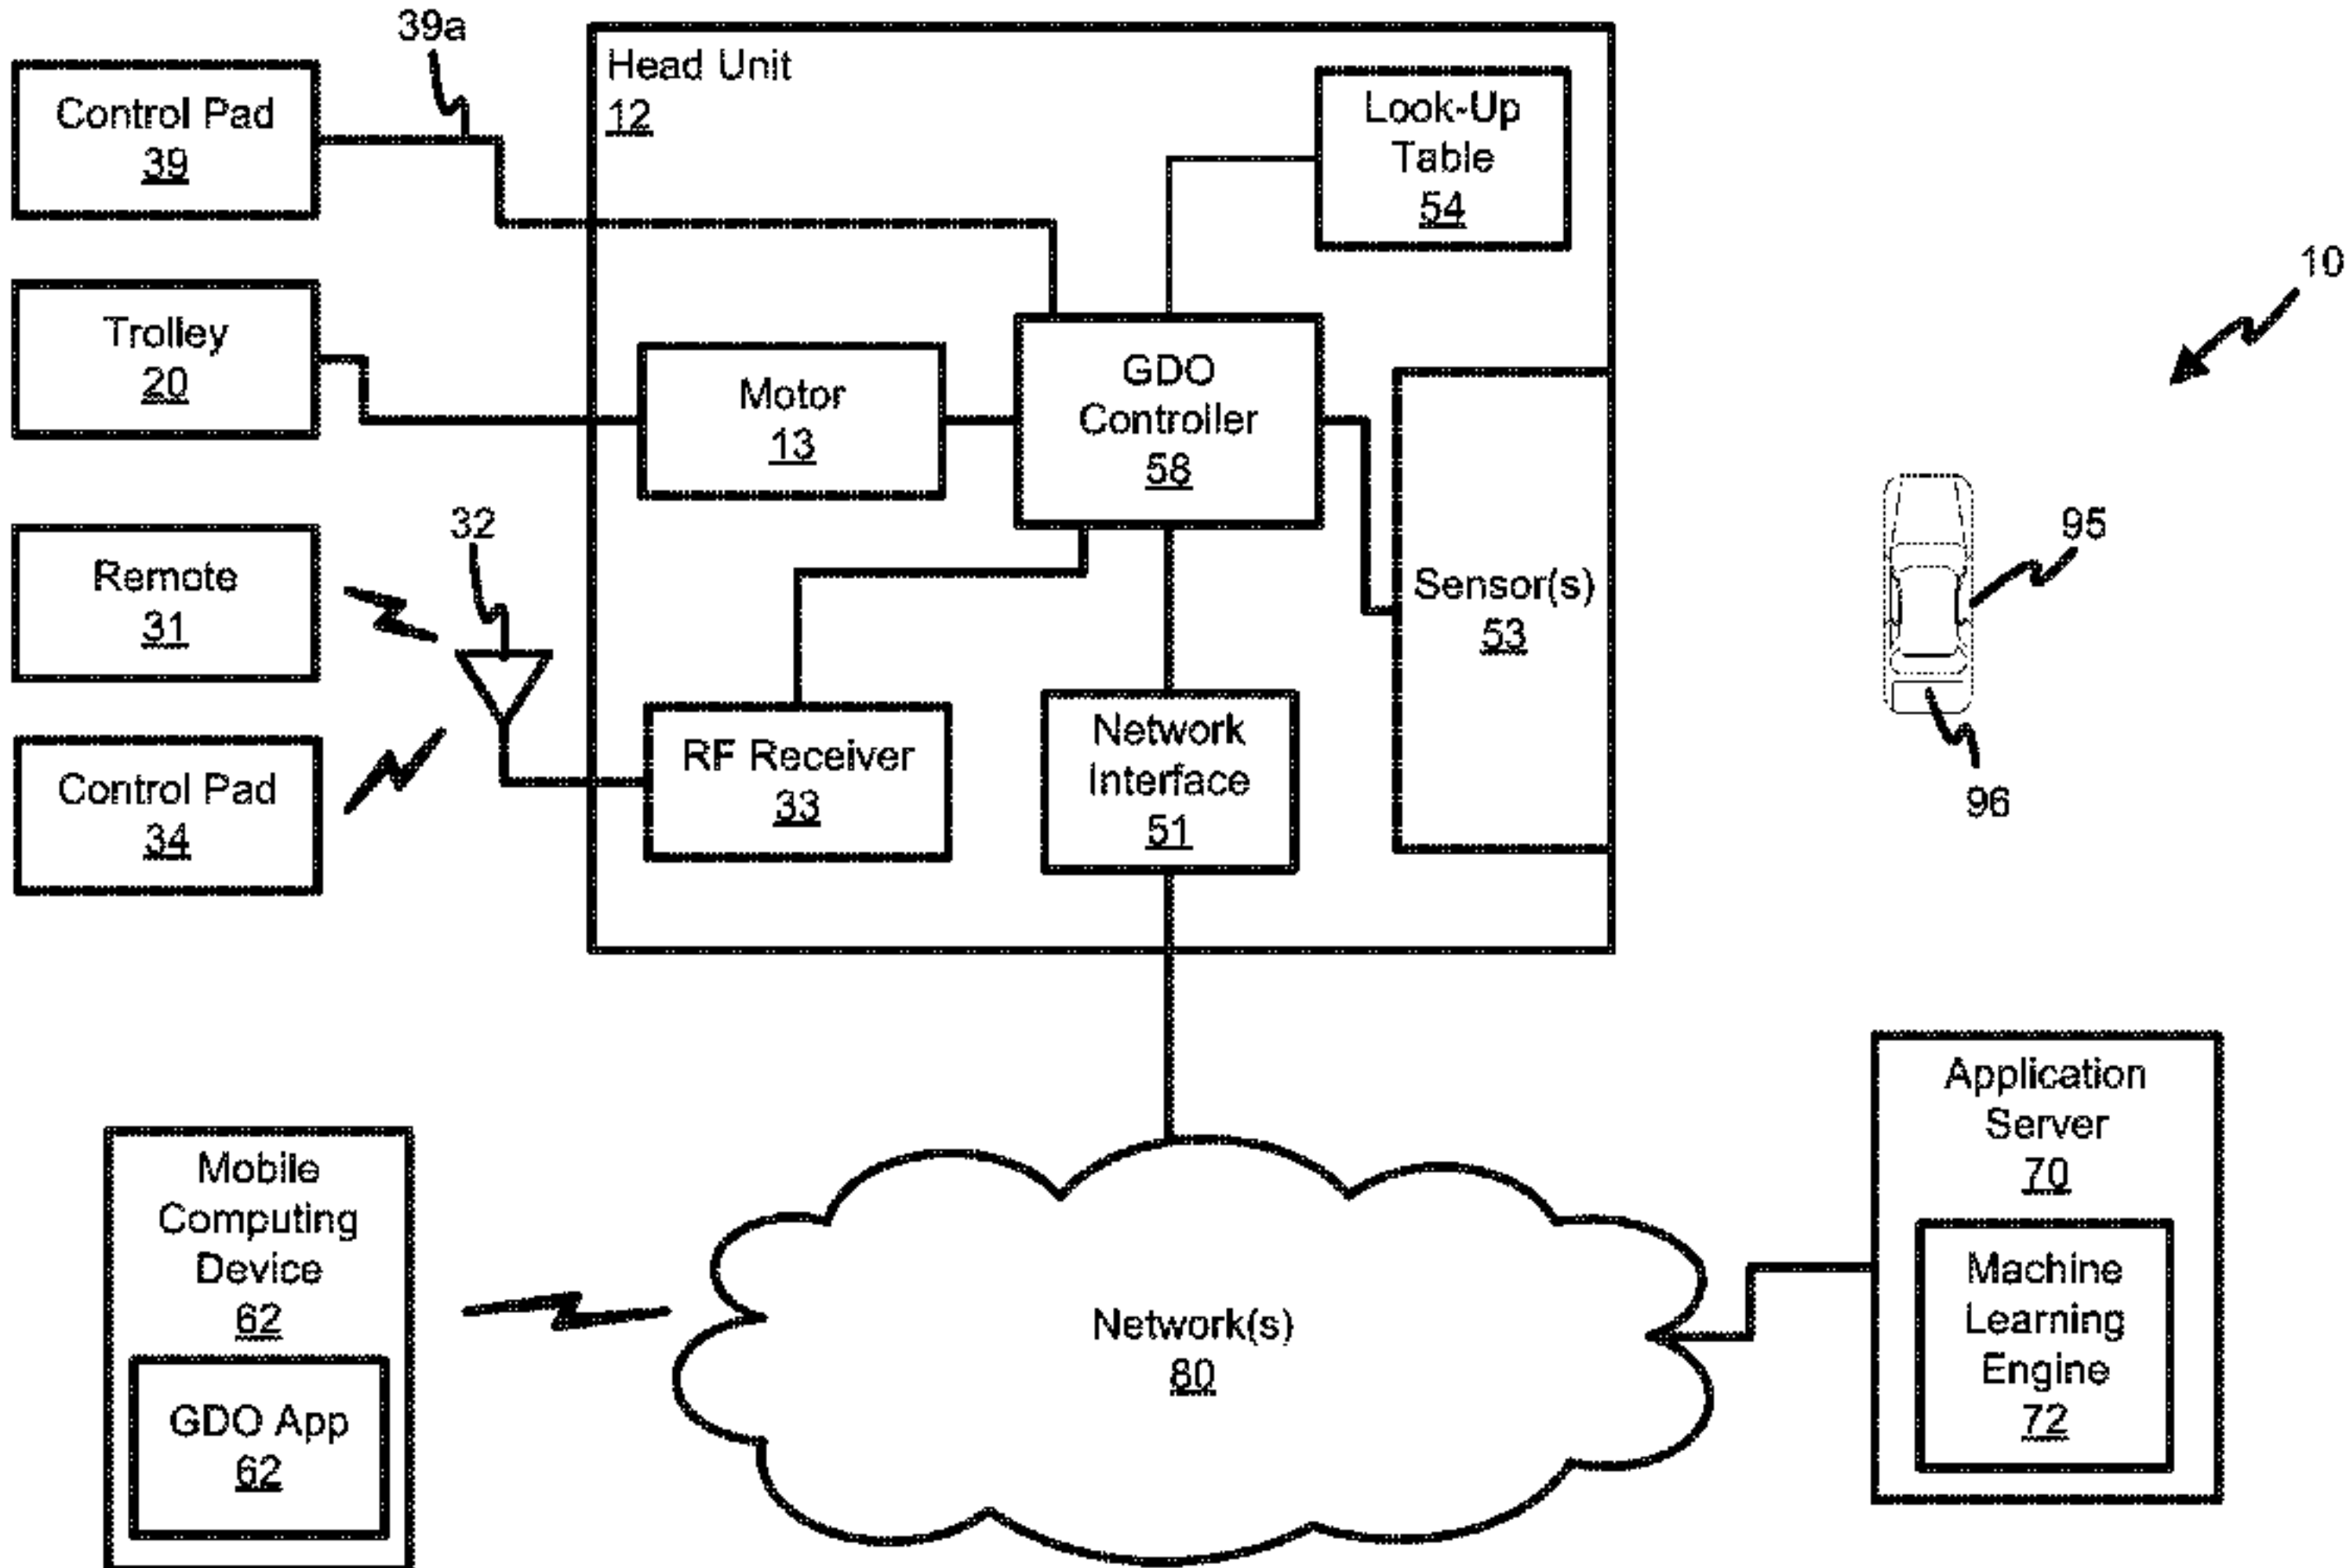 39a
Head Unit
12
Control Pad
39
Look-Up
Table
54
10
Trolley
20
Motor
13
GDO
Controller
58
32
Remote
31
Sensor(s)
53
95
Control Pad
34
RF Receiver
33
Network
Interface
51
96
Mobile
Computing
Device
62
GDO App
62
Network(s)
80
Application
Server
70
Machine
Learning
Engine
72